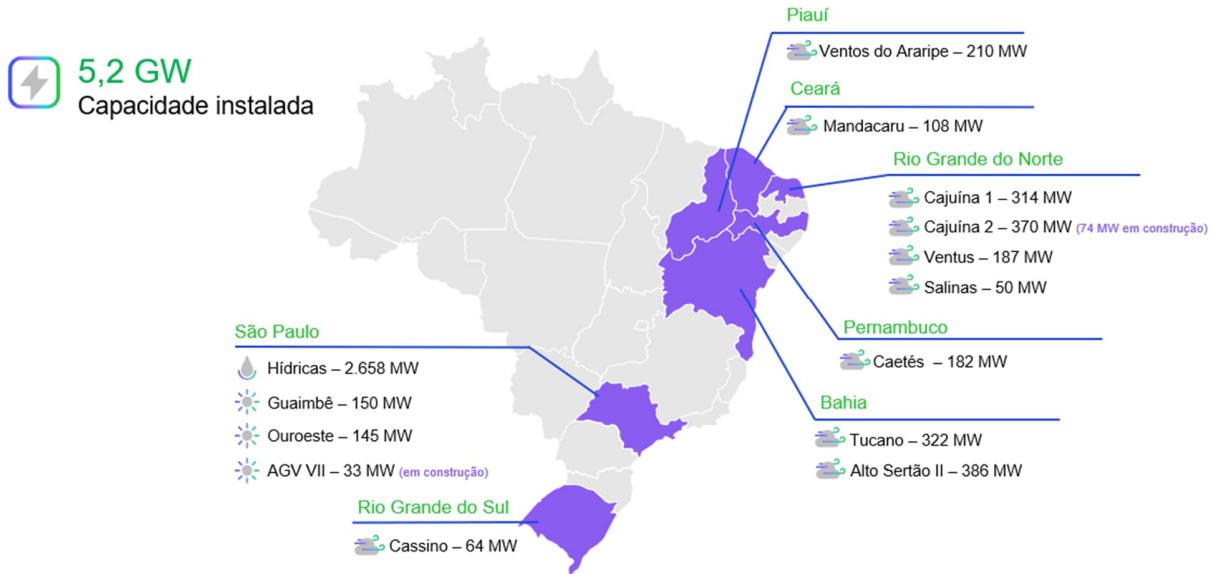 5,2 GW
Capacidade instalada
Piauí
Ventos do Araripe – 210 MW
Ceará
Mandacaru – 108 MW
Rio Grande do Norte
Cajuína 1 – 314 MW
Cajuína 2 – 370 MW (74 MW em construção)
Ventus – 187 MW
Salinas – 50 MW
Pernambuco
Caetés – 182 MW
Bahia
Tucano – 322 MW
Alto Sertão II – 386 MW
São Paulo
Hídricas – 2.658 MW
Guaimbê – 150 MW
Ouroeste – 145 MW
AGV VII – 33 MW (em construção)
Rio Grande do Sul
Cassino – 64 MW